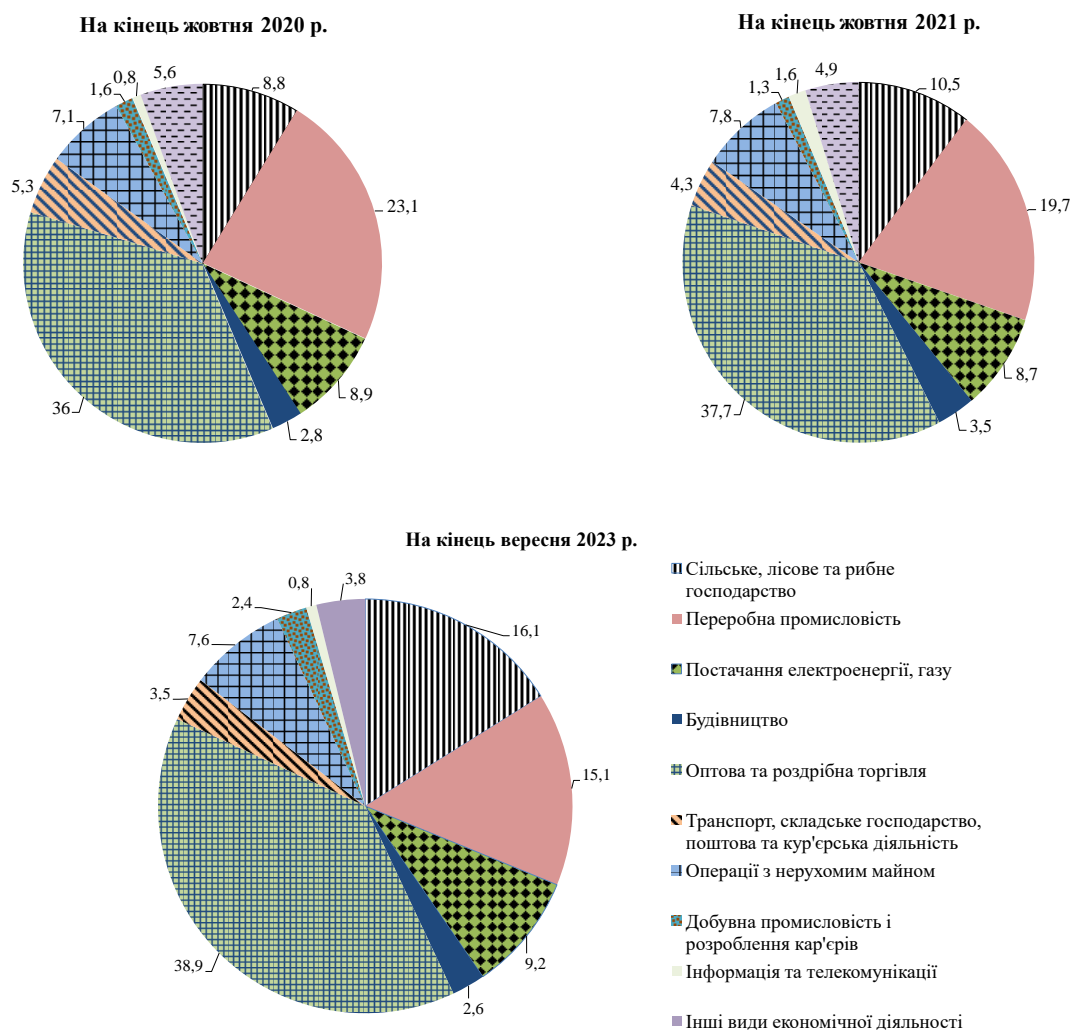 На кінець жовтня 2020 р.
8,8
23,1
8,9
2,8
36
5,3
7,1
1,6
0,8
5,6
На кінець жовтня 2021 р.
10,5
19,7
8,7
3,5
37,7
4,3
7,8
1,3
1,6
4,9
На кінець вересня 2023 р.
16,1
15,1
9,2
2,6
38,9
3,5
7,6
2,4
0,8
3,8
Сільське, лісове та рибне
господарство
Переробна промисловість
Постачання електроенергії, газу
Будівництво
Оптова та роздрібна торгівля
Транспорт, складське господарство,
поштова та кур'єрська діяльність
Операції з нерухомим майном
Добувна промисловість і
розроблення кар'єрів
Інформація та телекомунікації
Інші види економічної діяльності